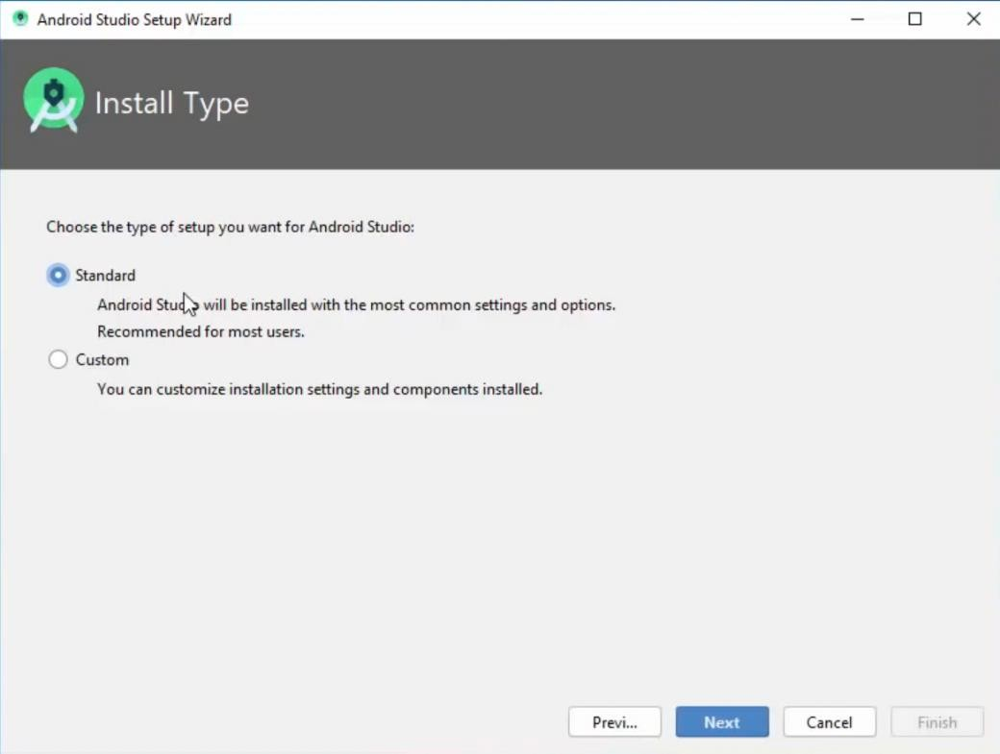 Android Studio Setup Wizard
Install Type
Choose the type of setup you want for Android Studio:
Standard
Android Studio will be installed with the most common settings and options.
Recommended for most users.
Custom
You can customize installation settings and components installed.
Previ... Next Cancel Finish